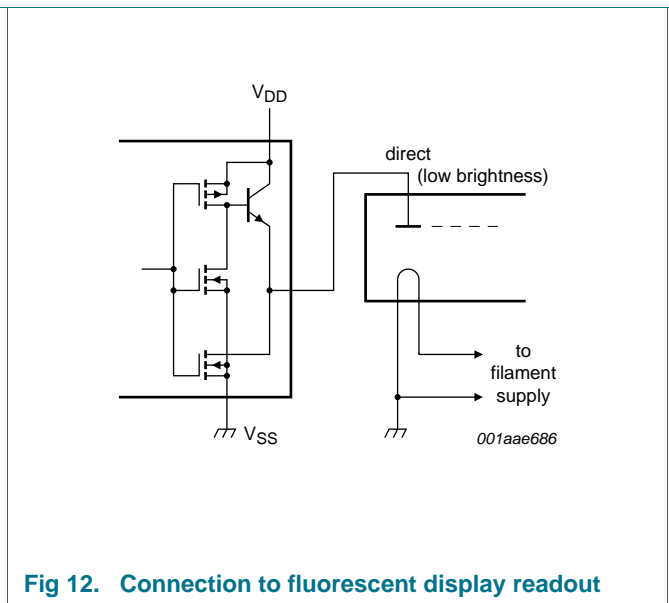 VDD
direct
(low brightness)
to
filament
supply
VSS
001aae686
Fig 12. Connection to fluorescent display readout